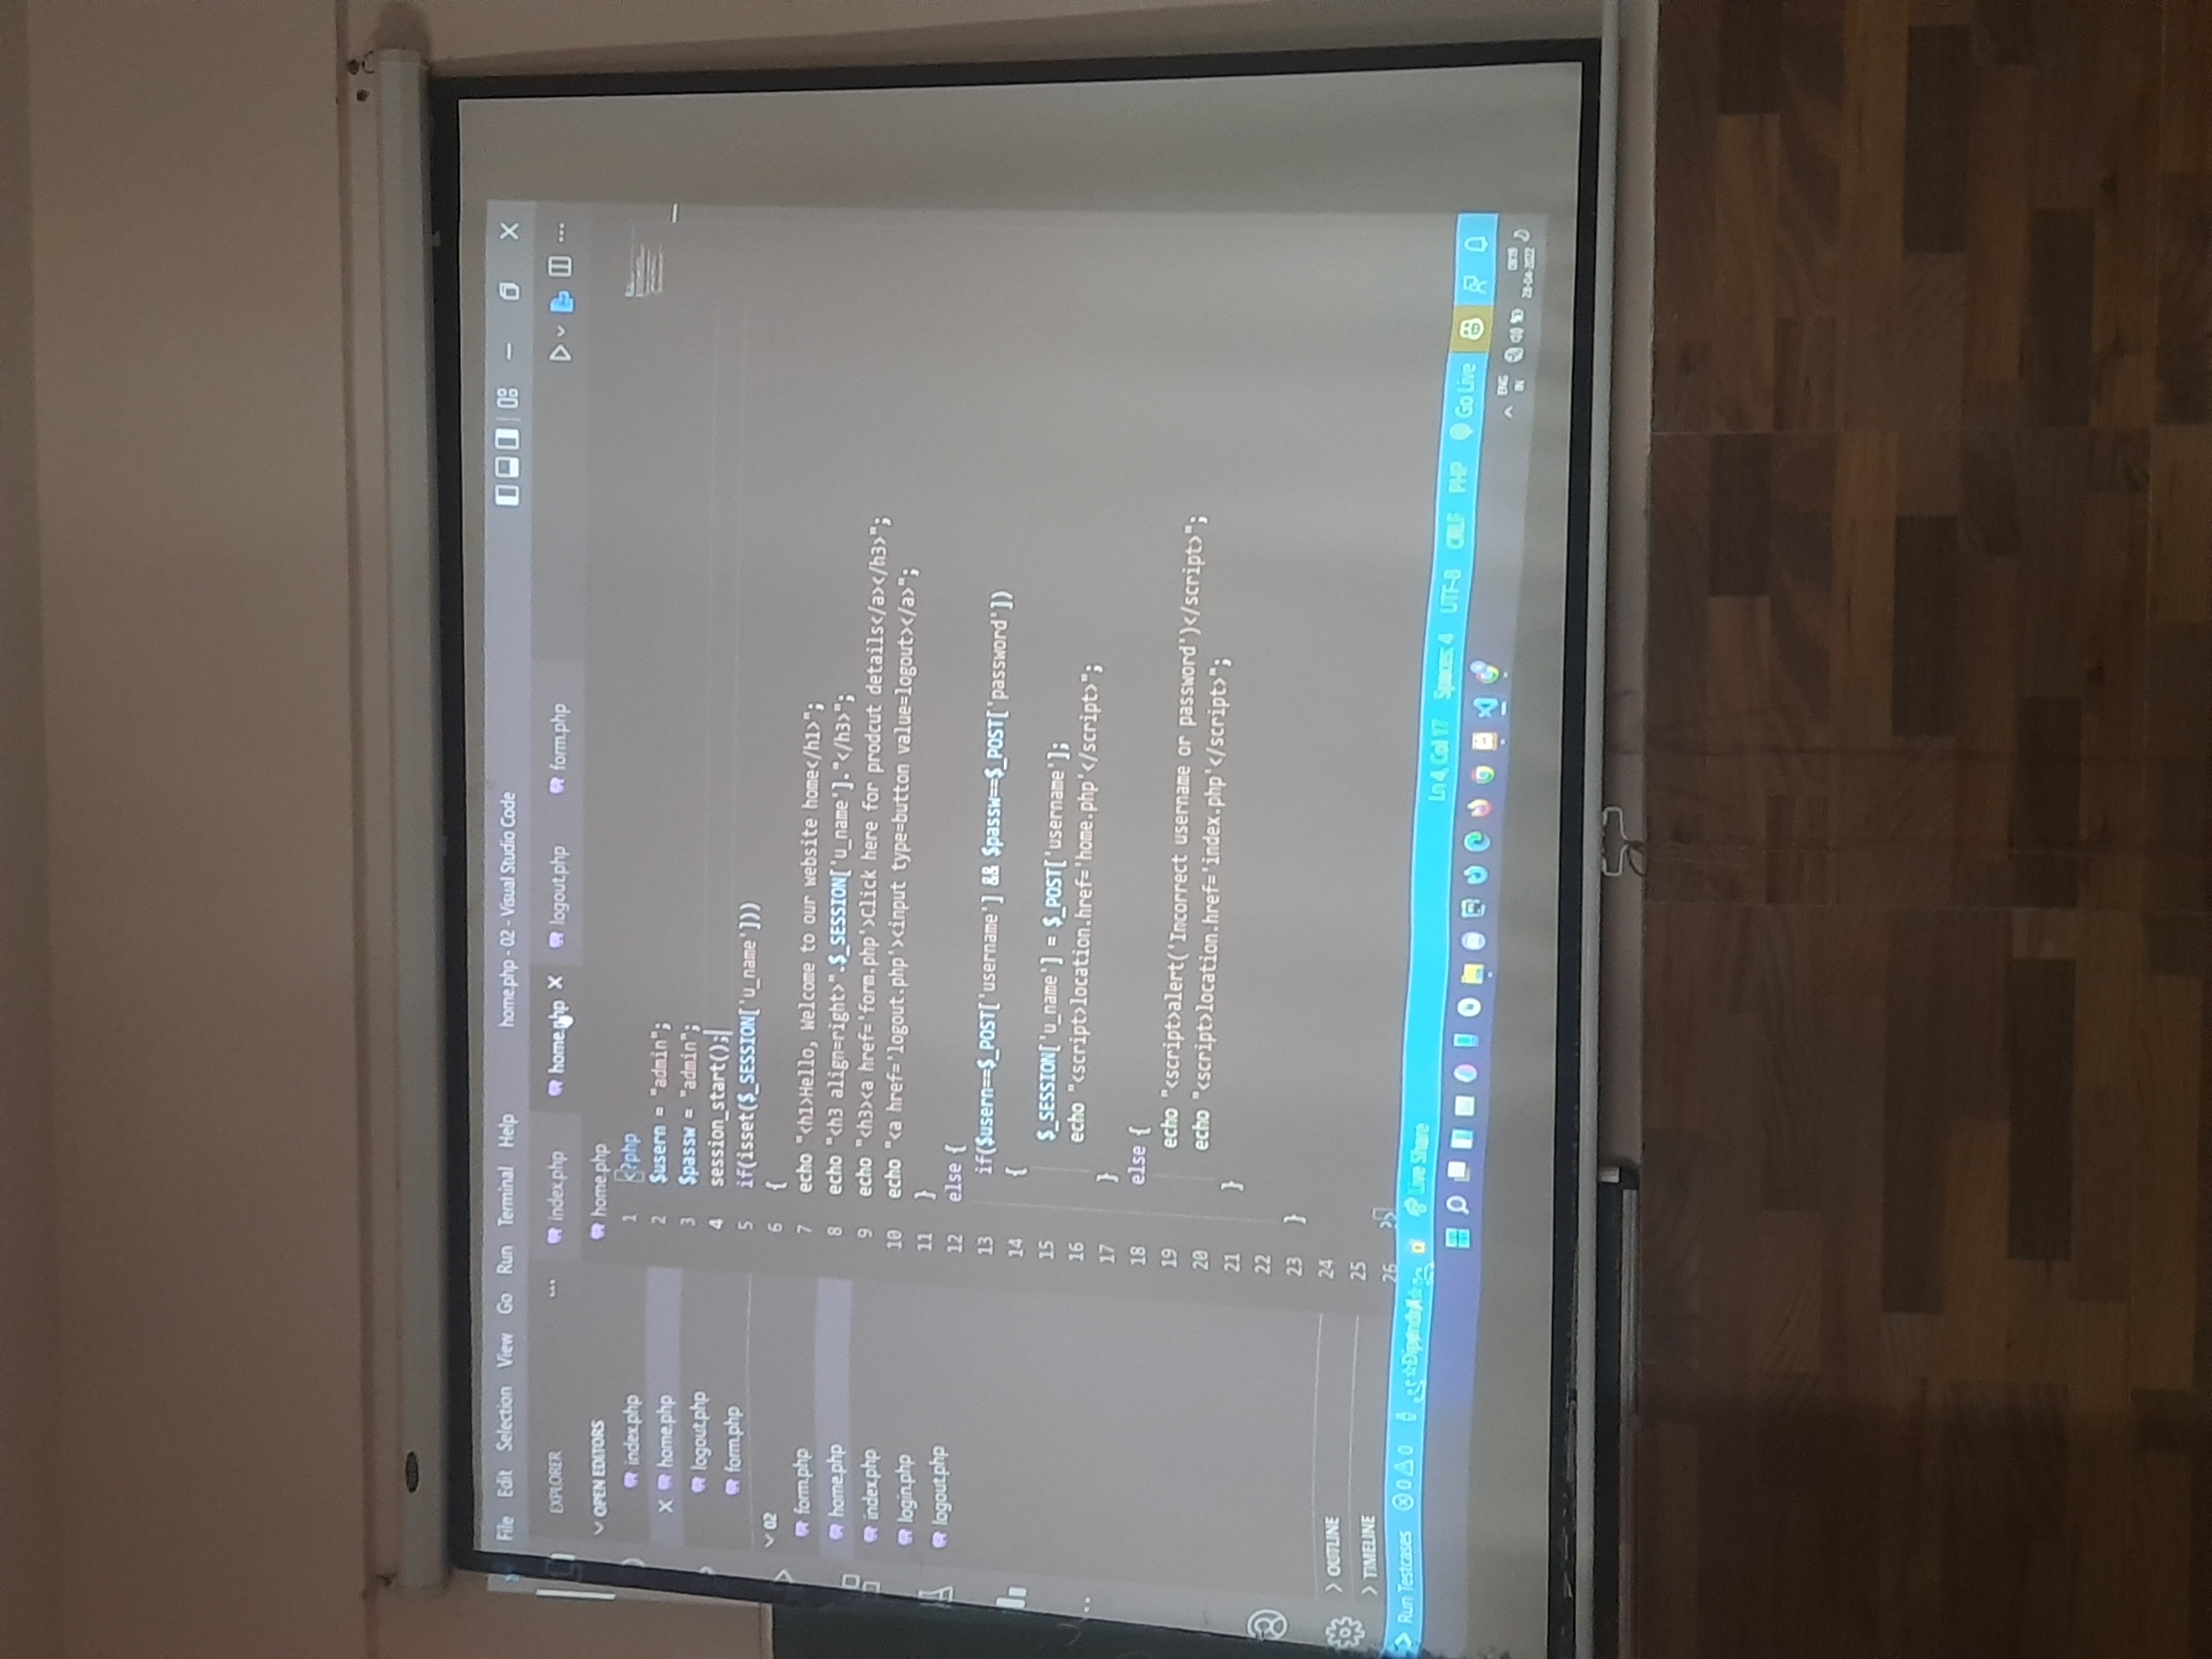 File Edit Selection View Go Run Terminal Help
home.php - 02 - Visual Studio Code
EXPLORER
index.php
home.php
logout.php
form.php
OPEN EDITORS
index.php
home.php
logout.php
form.php
02
form.php
home.php
index.php
login.php
logout.php
OUTLINE
TIMELINE
home.php
1 <?php
2 $usern = "admin";
3 $passw = "admin";
4 session_start();
5 if(isset($_SESSION['u_name']))
6 {
7 echo "<h1>Hello, Welcome to our website home</h1>";
8 echo "<h3 align=right>".$_SESSION['u_name']."</h3>";
9 echo "<h3><a href='form.php'>Click here for prodcut details</a></h3>";
10 echo "<a href='logout.php'><input type=button value=logout></a>";
11 }
12 else {
13 if($usern==$_POST['username'] && $passw==$_POST['password'])
14 {
15 $_SESSION['u_name'] = $_POST['username'];
16 echo "<script>location.href='home.php'</script>";
17 }
18 else {
19 echo "<script>alert('Incorrect username or password')</script>";
20 echo "<script>location.href='index.php'</script>";
21 }
22
23 }
24
25
26 ?>
Run Testcases 0 0 Live Share
Ln 4, Col 17 Spaces: 4 UTF-8 CRLF PHP Go Live
ENG
IN
09:19
28-04-2022